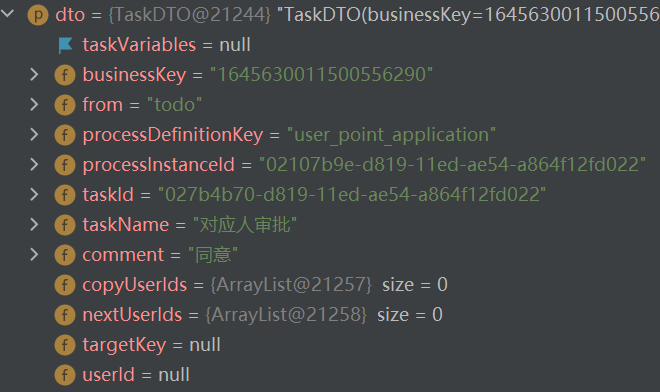 p dto = {TaskDTO@21244} "TaskDTO(businessKey=1645630011500556
taskVariables = null
f businessKey = "1645630011500556290"
f from = "todo"
f processDefinitionKey = "user_point_application"
f processInstanceId = "02107b9e-d819-11ed-ae54-a864f12fd022"
f taskId = "027b4b70-d819-11ed-ae54-a864f12fd022"
f taskName = "对应人审批"
f comment = "同意"
f copyUserIds = {ArrayList@21257} size = 0
f nextUserIds = {ArrayList@21258} size = 0
f targetKey = null
f userId = null